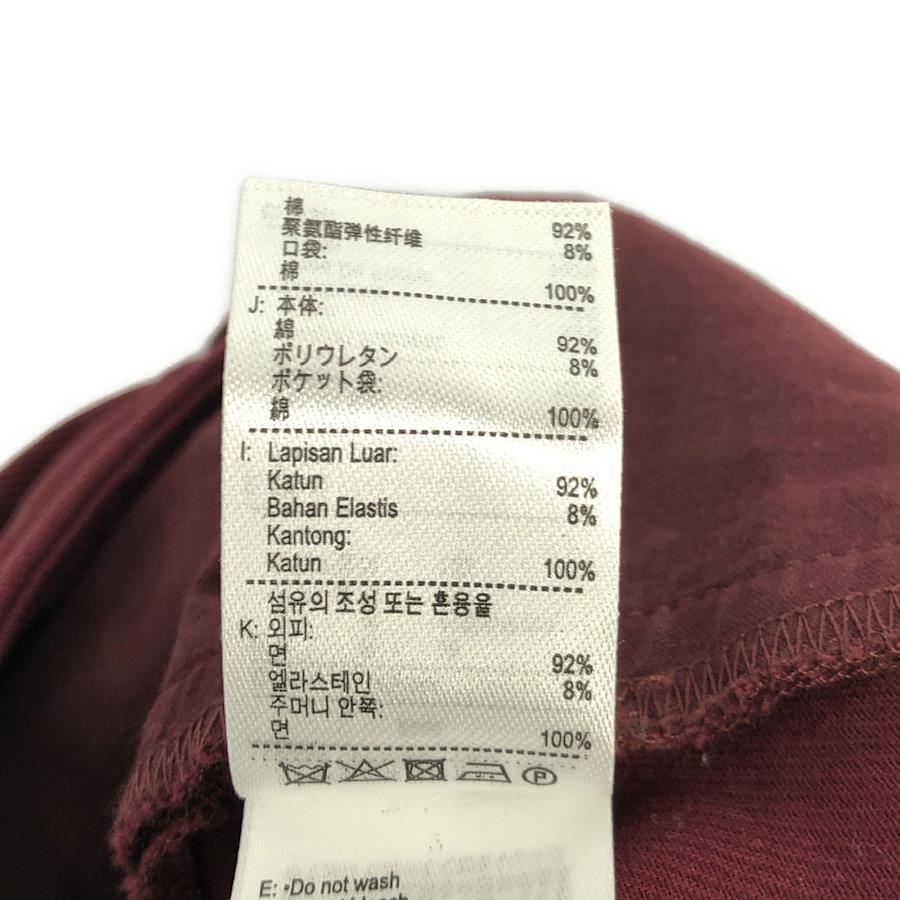 棉 92%
聚氨酯弹性纤维 8%
口袋:
棉 100%
J: 本体:
綿 92%
ポリウレタン 8%
ポケット袋:
綿 100%
I: Lapisan Luar:
Katun 92%
Bahan Elastis 8%
Kantong:
Katun 100%
섬유의 조성 또는 혼용율
K: 외피:
면 92%
엘라스테인 8%
주머니 안쪽:
면 100%
P
E: •Do not wash